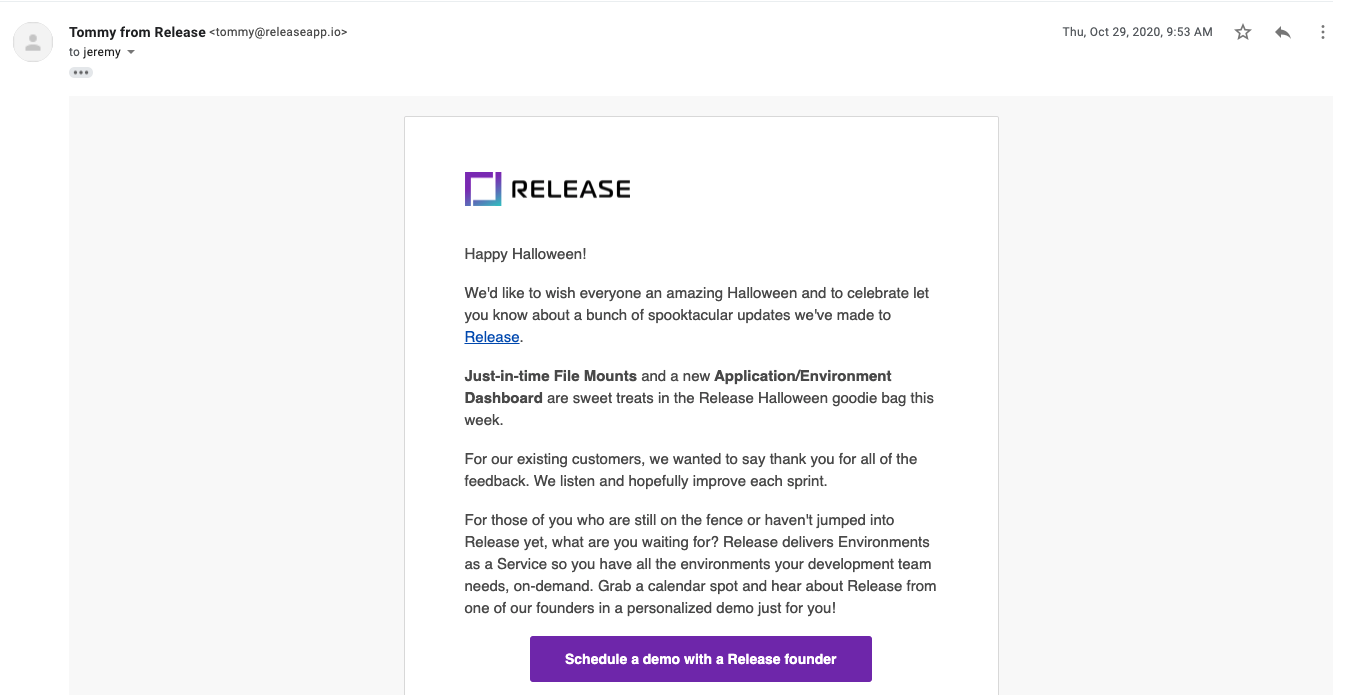 Tommy from Release <tommy@releaseapp.io>
Thu, Oct 29, 2020, 9:53 AM
to jeremy
RELEASE
Happy Halloween!
We'd like to wish everyone an amazing Halloween and to celebrate let
you know about a bunch of spooktacular updates we've made to
Release.
Just-in-time File Mounts and a new Application/Environment
Dashboard are sweet treats in the Release Halloween goodie bag this
week.
For our existing customers, we wanted to say thank you for all of the
feedback. We listen and hopefully improve each sprint.
For those of you who are still on the fence or haven't jumped into
Release yet, what are you waiting for? Release delivers Environments
as a Service so you have all the environments your development team
needs, on-demand. Grab a calendar spot and hear about Release from
one of our founders in a personalized demo just for you!
Schedule a demo with a Release founder